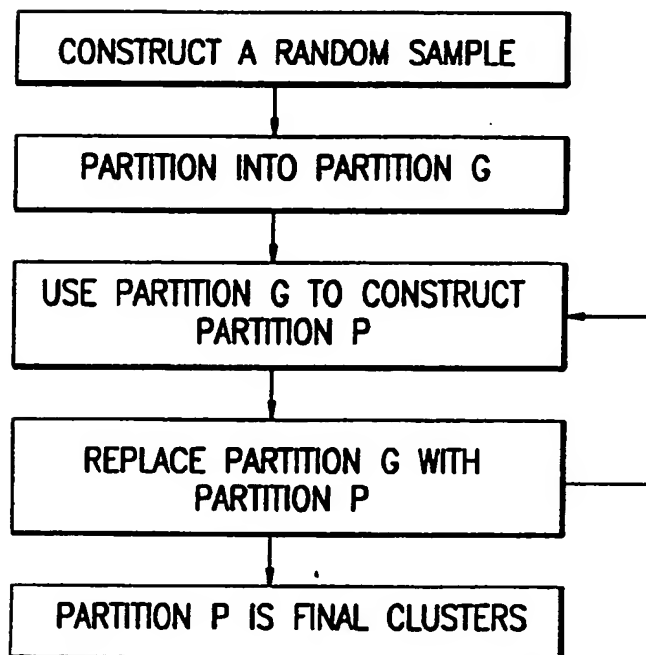 CONSTRUCT A RANDOM SAMPLE
PARTITION INTO PARTITION G
USE PARTITION G TO CONSTRUCT
PARTITION P
REPLACE PARTITION G WITH
PARTITION P
PARTITION P IS FINAL CLUSTERS